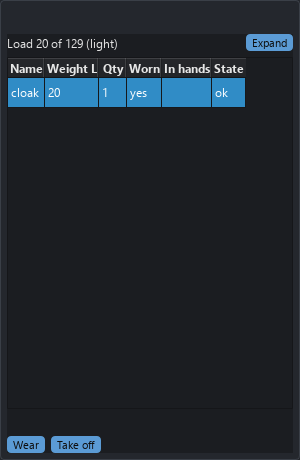 Load 20 of 129 (light) Expand
Name Weight L Qty Worn In hands State
cloak 20 1 yes ok
Wear Take off